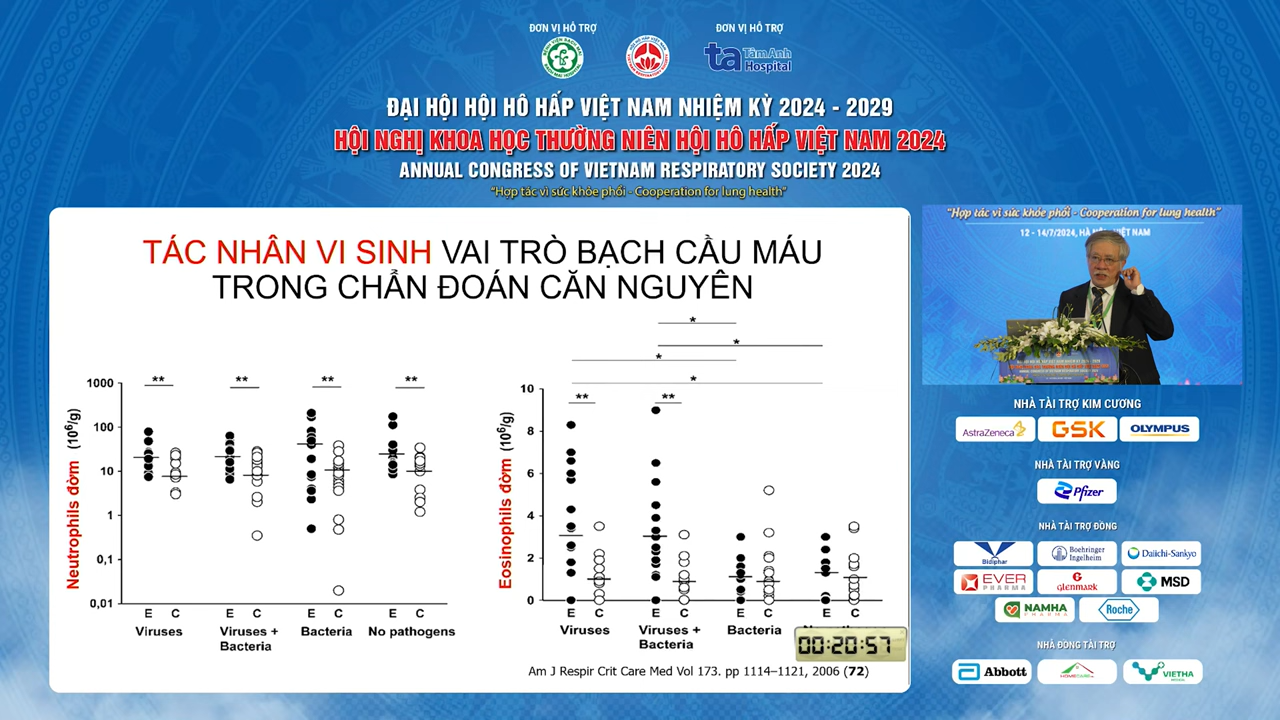 ĐƠN VỊ HỖ TRỢ
ĐƠN VỊ HỖ TRỢ
ta TâmAnh
Hospital
ĐẠI HỘI HỘI HÔ HẤP VIỆT NAM NHIỆM KỲ 2024 - 2029
HỘI NGHỊ KHOA HỌC THƯỜNG NIÊN HỘI HÔ HẤP VIỆT NAM 2024
ANNUAL CONGRESS OF VIETNAM RESPIRATORY SOCIETY 2024
"Hợp tác vì sức khỏe phổi - Cooperation for lung health"
TÁC NHÂN VI SINH VAI TRÒ BẠCH CẦU MÁU
TRONG CHẨN ĐOÁN CĂN NGUYÊN
Neutrophils đờm (10⁶/g)
1000
100
10
1
0,1
0,01
** ** ** **
E C E C E C E C
Viruses
Viruses +
Bacteria
Bacteria
No pathogens
Eosinophils đờm (10⁶/g)
10
8
6
4
2
0
*
*
*
*
** **
E C E C E C E C
Viruses
Viruses +
Bacteria
Bacteria
00:20:57
Am J Respir Crit Care Med Vol 173. pp 1114–1121, 2006 (72)
"Hợp tác vì sức khỏe phổi - Cooperation for lung health"
12 - 14/7/2024, HÀ NỘI, VIỆT NAM
NHÀ TÀI TRỢ KIM CƯƠNG
AstraZeneca
GSK
OLYMPUS
NHÀ TÀI TRỢ VÀNG
Pfizer
NHÀ TÀI TRỢ ĐỒNG
Bidiphar
Boehringer
Ingelheim
Daiichi-Sankyo
EVER
PHARMA
GLENMARK
MSD
NAMHA
PHARMA
Roche
NHÀ ĐỒNG TÀI TRỢ
Abbott
HOMECARE
VIETHA
MEDICAL